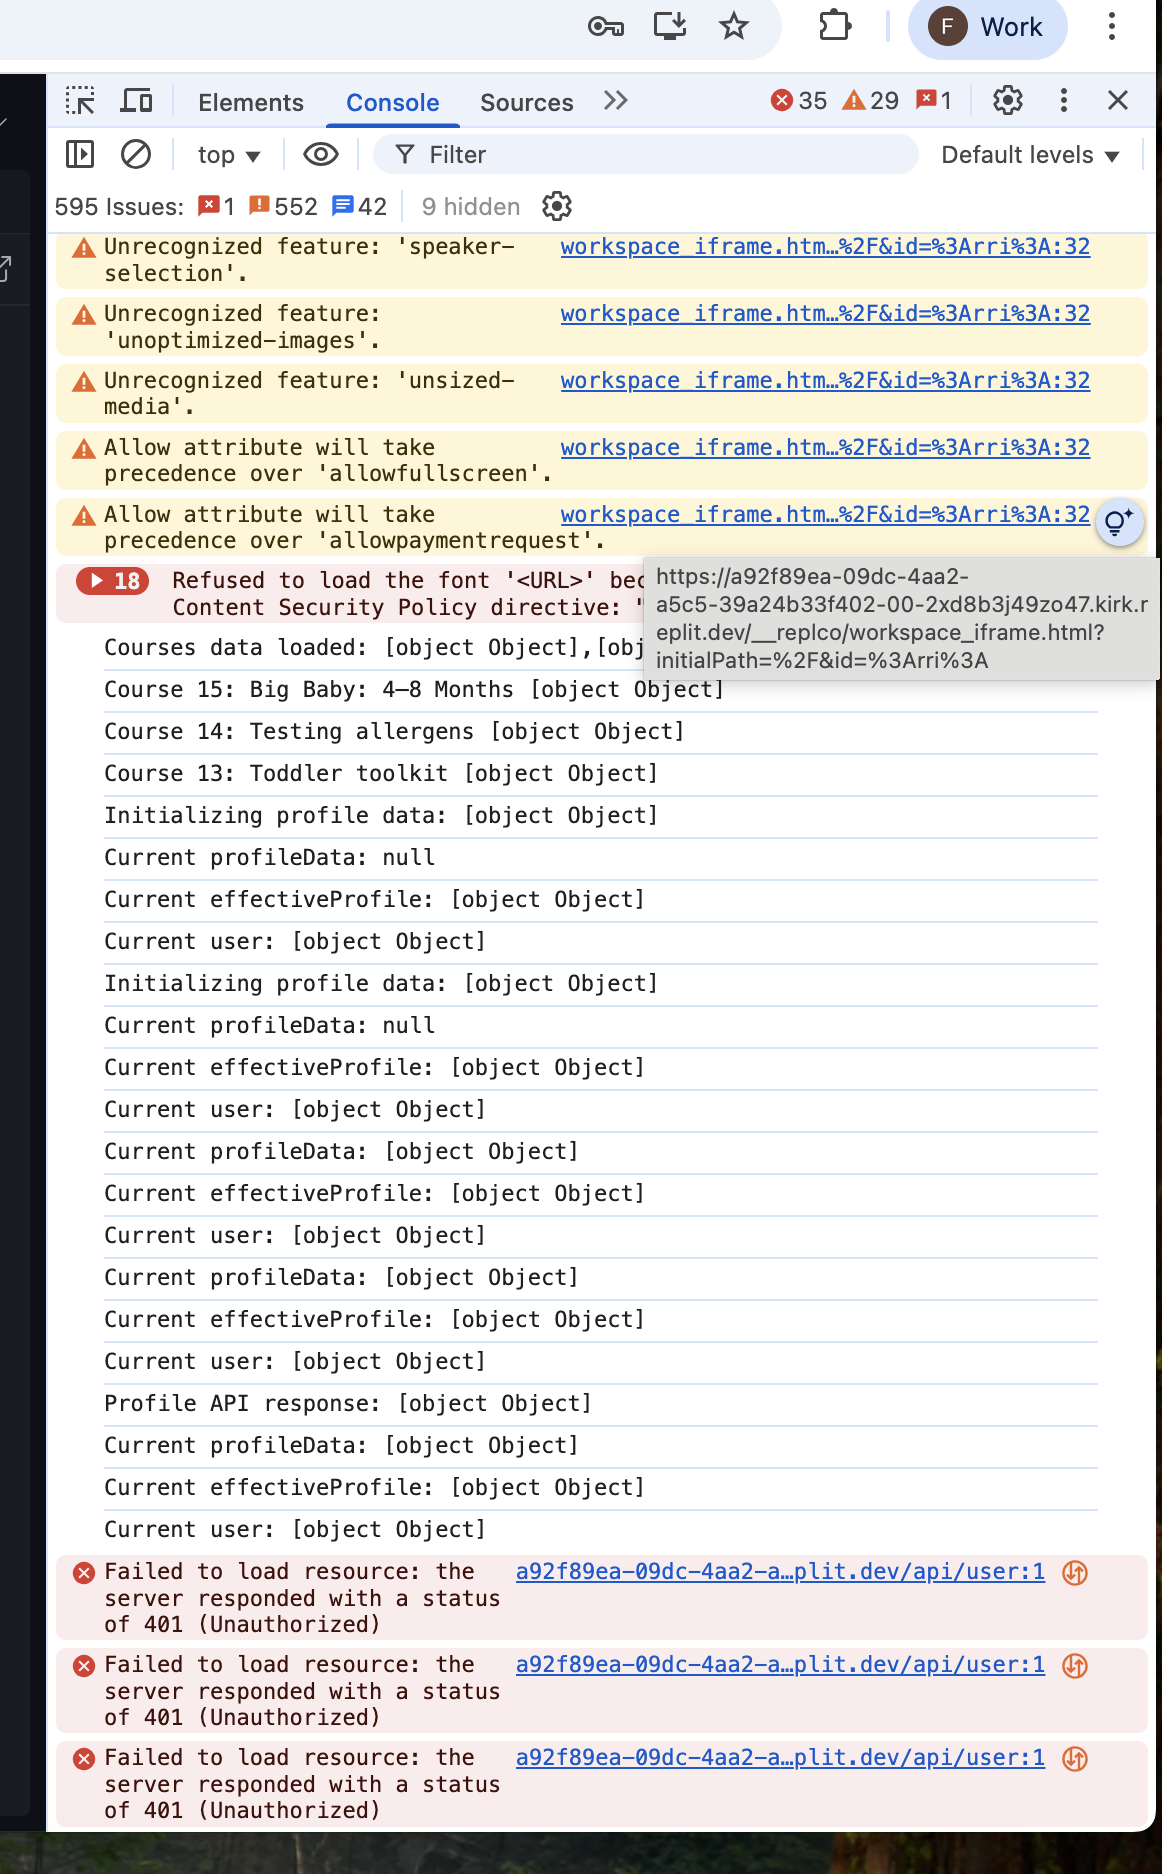 F Work
Elements Console Sources 35 29 1
top Filter Default levels
595 Issues: 1 552 42 9 hidden
Unrecognized feature: 'speaker- workspace_iframe.htm…%2F&id=%3Arri%3A:32
selection'.
Unrecognized feature: workspace_iframe.htm…%2F&id=%3Arri%3A:32
'unoptimized-images'.
Unrecognized feature: 'unsized- workspace_iframe.htm…%2F&id=%3Arri%3A:32
media'.
Allow attribute will take workspace_iframe.htm…%2F&id=%3Arri%3A:32
precedence over 'allowfullscreen'.
Allow attribute will take workspace_iframe.htm…%2F&id=%3Arri%3A:32
precedence over 'allowpaymentrequest'.
18 Refused to load the font '<URL>'
Content Security Policy directive: "
https://a92f89ea-09dc-4aa2-
a5c5-39a24b33f402-00-2xd8b3j49zo47.kirk.r
eplit.dev/__replco/workspace_iframe.html?
initialPath=%2F&id=%3Arri%3A
Courses data loaded: [object Object],[obj
Course 15: Big Baby: 4–8 Months [object Object]
Course 14: Testing allergens [object Object]
Course 13: Toddler toolkit [object Object]
Initializing profile data: [object Object]
Current profileData: null
Current effectiveProfile: [object Object]
Current user: [object Object]
Initializing profile data: [object Object]
Current profileData: null
Current effectiveProfile: [object Object]
Current user: [object Object]
Current profileData: [object Object]
Current effectiveProfile: [object Object]
Current user: [object Object]
Current profileData: [object Object]
Current effectiveProfile: [object Object]
Current user: [object Object]
Profile API response: [object Object]
Current profileData: [object Object]
Current effectiveProfile: [object Object]
Current user: [object Object]
Failed to load resource: the a92f89ea-09dc-4aa2-a…plit.dev/api/user:1
server responded with a status
of 401 (Unauthorized)
Failed to load resource: the a92f89ea-09dc-4aa2-a…plit.dev/api/user:1
server responded with a status
of 401 (Unauthorized)
Failed to load resource: the a92f89ea-09dc-4aa2-a…plit.dev/api/user:1
server responded with a status
of 401 (Unauthorized)